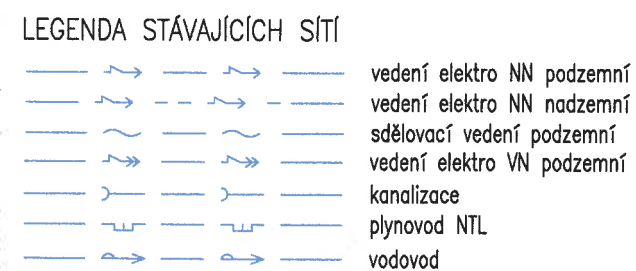 LEGENDA STÁVAJÍCÍCH SÍTÍ
vedení elektro NN podzemní
vedení elektro NN nadzemní
sdělovací vedení podzemní
vedení elektro VN podzemní
kanalizace
plynovod NTL
vodovod